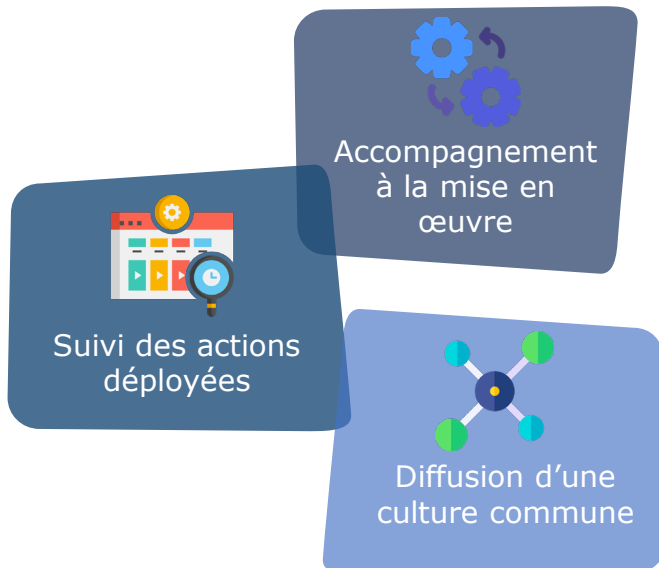 Accompagnement
à la mise en
œuvre
Suivi des actions
déployées
Diffusion d’une
culture commune